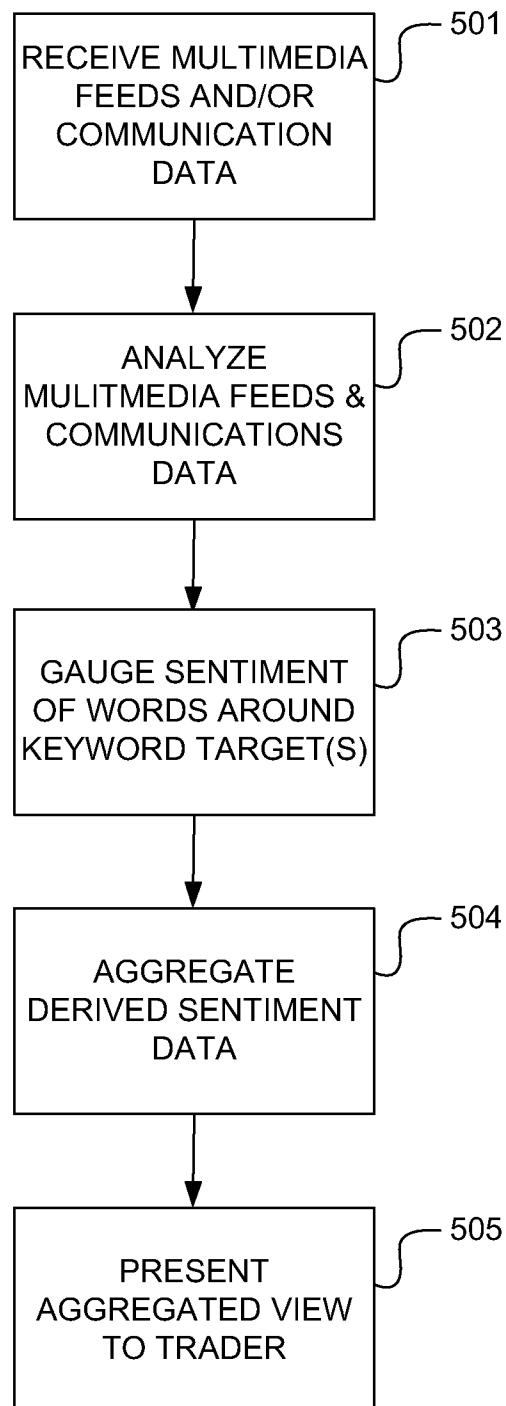 501
RECEIVE MULTIMEDIA
FEEDS AND/OR
COMMUNICATION
DATA
502
ANALYZE
MULITMEDIA FEEDS &
COMMUNICATIONS
DATA
503
GAUGE SENTIMENT
OF WORDS AROUND
KEYWORD TARGET(S)
504
AGGREGATE
DERIVED SENTIMENT
DATA
505
PRESENT
AGGREGATED VIEW
TO TRADER